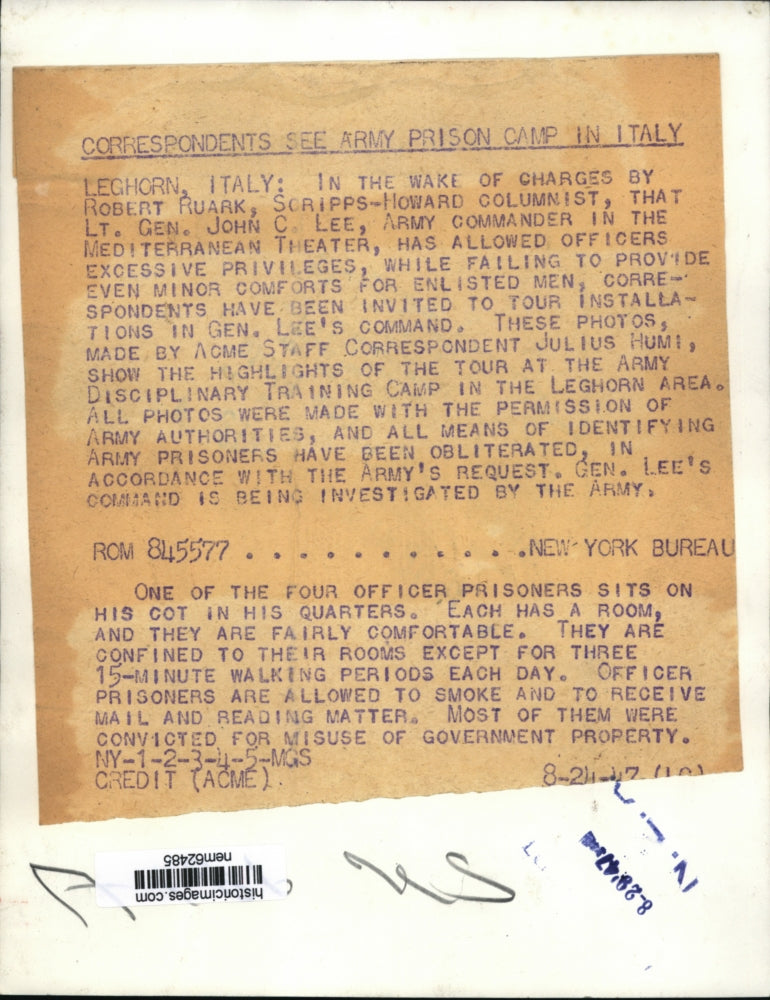 CORRESPONDENTS SEE ARMY PRISON CAMP IN ITALY
LEGHORN, ITALY: IN THE WAKE OF CHARGES BY
ROBERT RUARK, SCRIPPS-HOWARD COLUMNIST, THAT
LT. GEN. JOHN C. LEE, ARMY COMMANDER IN THE
MEDITERRANEAN THEATER, HAS ALLOWED OFFICERS
EXCESSIVE PRIVILEGES, WHILE FAILING TO PROVIDE
EVEN MINOR COMFORTS FOR ENLISTED MEN, CORRE-
SPONDENTS HAVE BEEN INVITED TO TOUR INSTALLA-
TIONS IN GEN. LEE'S COMMAND. THESE PHOTOS,
MADE BY ACME STAFF CORRESPONDENT JULIUS HUMI,
SHOW THE HIGHLIGHTS OF THE TOUR AT THE ARMY
DISCIPLINARY TRAINING CAMP IN THE LEGHORN AREA.
ALL PHOTOS WERE MADE WITH THE PERMISSION OF
ARMY AUTHORITIES, AND ALL MEANS OF IDENTIFYING
ARMY PRISONERS HAVE BEEN OBLITERATED, IN
ACCORDANCE WITH THE ARMY'S REQUEST. GEN. LEE'S
COMMAND IS BEING INVESTIGATED BY THE ARMY.
ROM 845577 . . . . . . . . . . . . .NEW YORK BUREAU
ONE OF THE FOUR OFFICER PRISONERS SITS ON
HIS COT IN HIS QUARTERS. EACH HAS A ROOM,
AND THEY ARE FAIRLY COMFORTABLE. THEY ARE
CONFINED TO THEIR ROOMS EXCEPT FOR THREE
15-MINUTE WALKING PERIODS EACH DAY. OFFICER
PRISONERS ARE ALLOWED TO SMOKE AND TO RECEIVE
MAIL AND READING MATTER. MOST OF THEM WERE
CONVICTED FOR MISUSE OF GOVERNMENT PROPERTY.
NY-1-2-3-4-5-MGS
CREDIT (ACME) 8-24-47
historicimages.com
nem62485
8-29-47